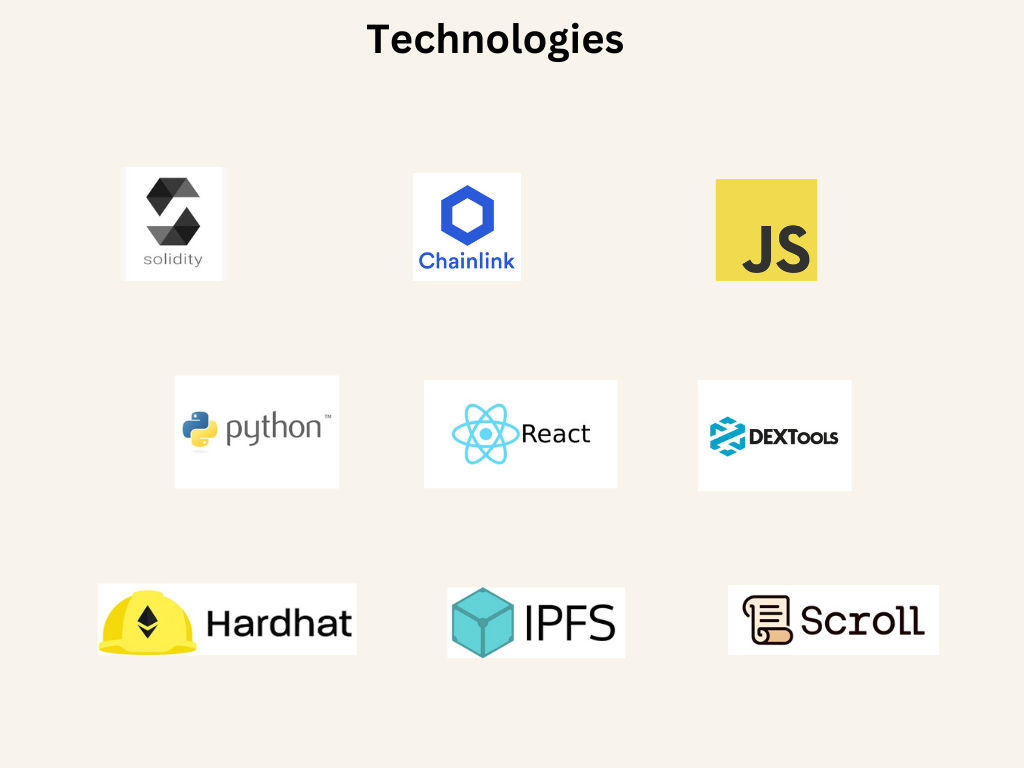 Technologies
solidity
Chainlink
JS
python™
React
DEXTools
Hardhat
IPFS
Scroll